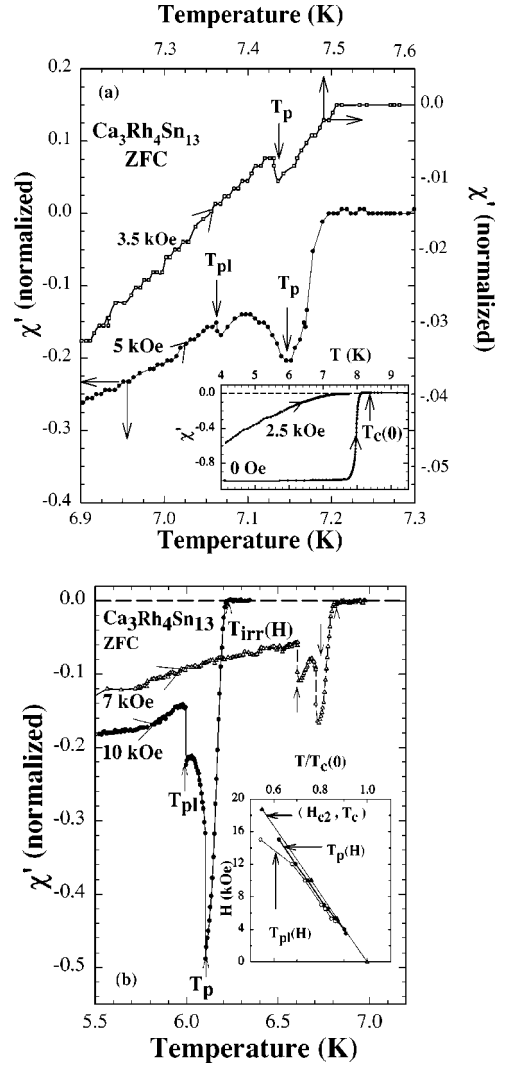 Temperature (K)
7.3 7.4 7.5 7.6
0.2 (a)
0.1
0.0
-0.1
-0.2
-0.3
-0.4
χ' (normalized)
Ca3Rh4Sn13
ZFC
Tp
3.5 kOe
Tpl
Tp
5 kOe
0.0
-.01
-.02
-.03
-.04
-.05
χ' (normalized)
T (K)
4 5 6 7 8 9
0.0
-0.4
-0.8
χ'
2.5 kOe
0 Oe
Tc(0)
6.9 7.0 7.1 7.2 7.3
Temperature (K)
0.0
-0.1
-0.2
-0.3
-0.4
-0.5
χ' (normalized)
Ca3Rh4Sn13
ZFC
Tirr(H)
7 kOe
10 kOe
Tpl
Tp
(b)
T/Tc(0)
0.6 0.8 1.0
20
16
12
8
4
0
H (kOe)
(Hc2, Tc)
Tp(H)
Tpl(H)
5.5 6.0 6.5 7.0
Temperature (K)